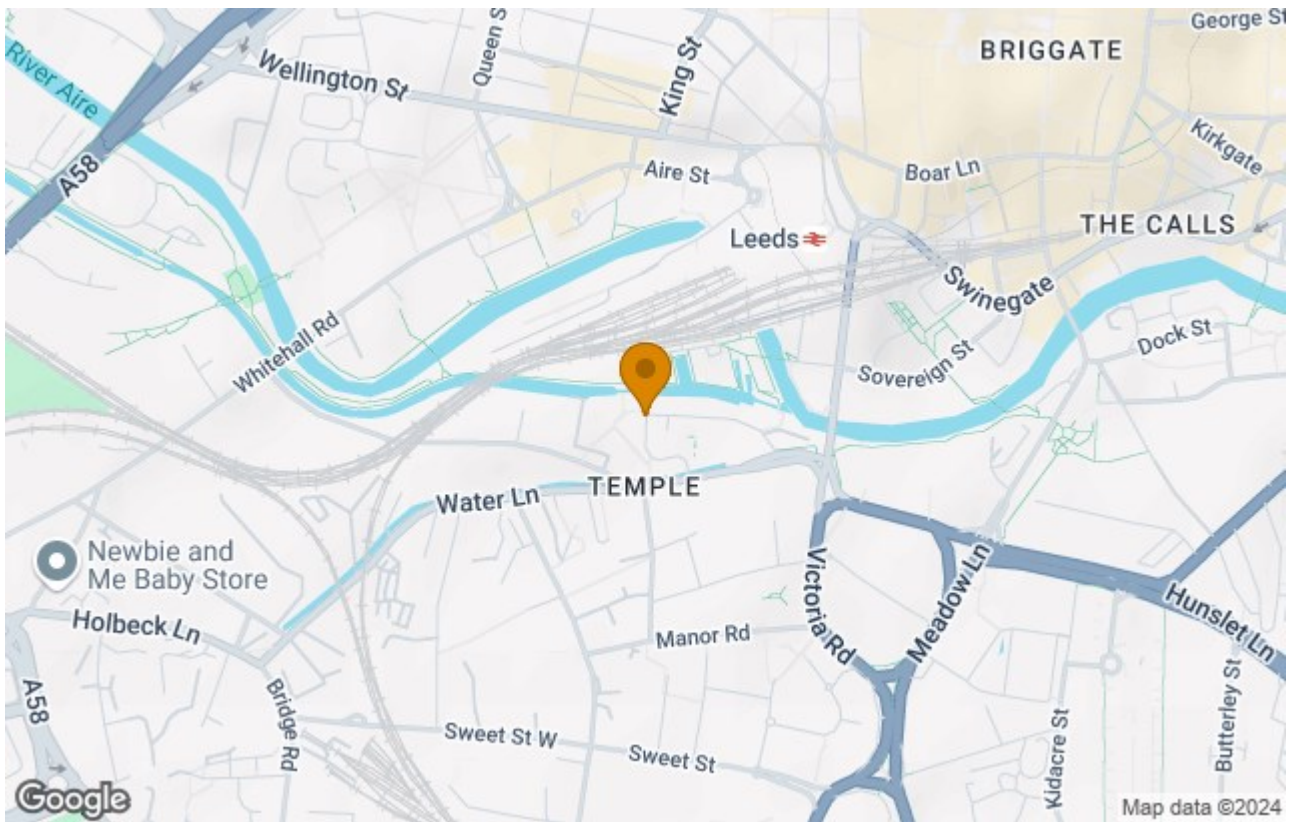 George St
BRIGGATE
Queen S
King St
River Aire
Wellington St
Kirkgate
Aire St
Boar Ln
A58
THE CALLS
Leeds
Swinegate
Dock St
Whitehall Rd
Sovereign St
TEMPLE
Water Ln
Newbie and
Me Baby Store
Victoria Rd
Meadow Ln
Hunslet Ln
Holbeck Ln
Manor Rd
A58
Bridge Rd
Butterley St
Kidacre St
Sweet St W
Sweet St
Google
Map data ©2024